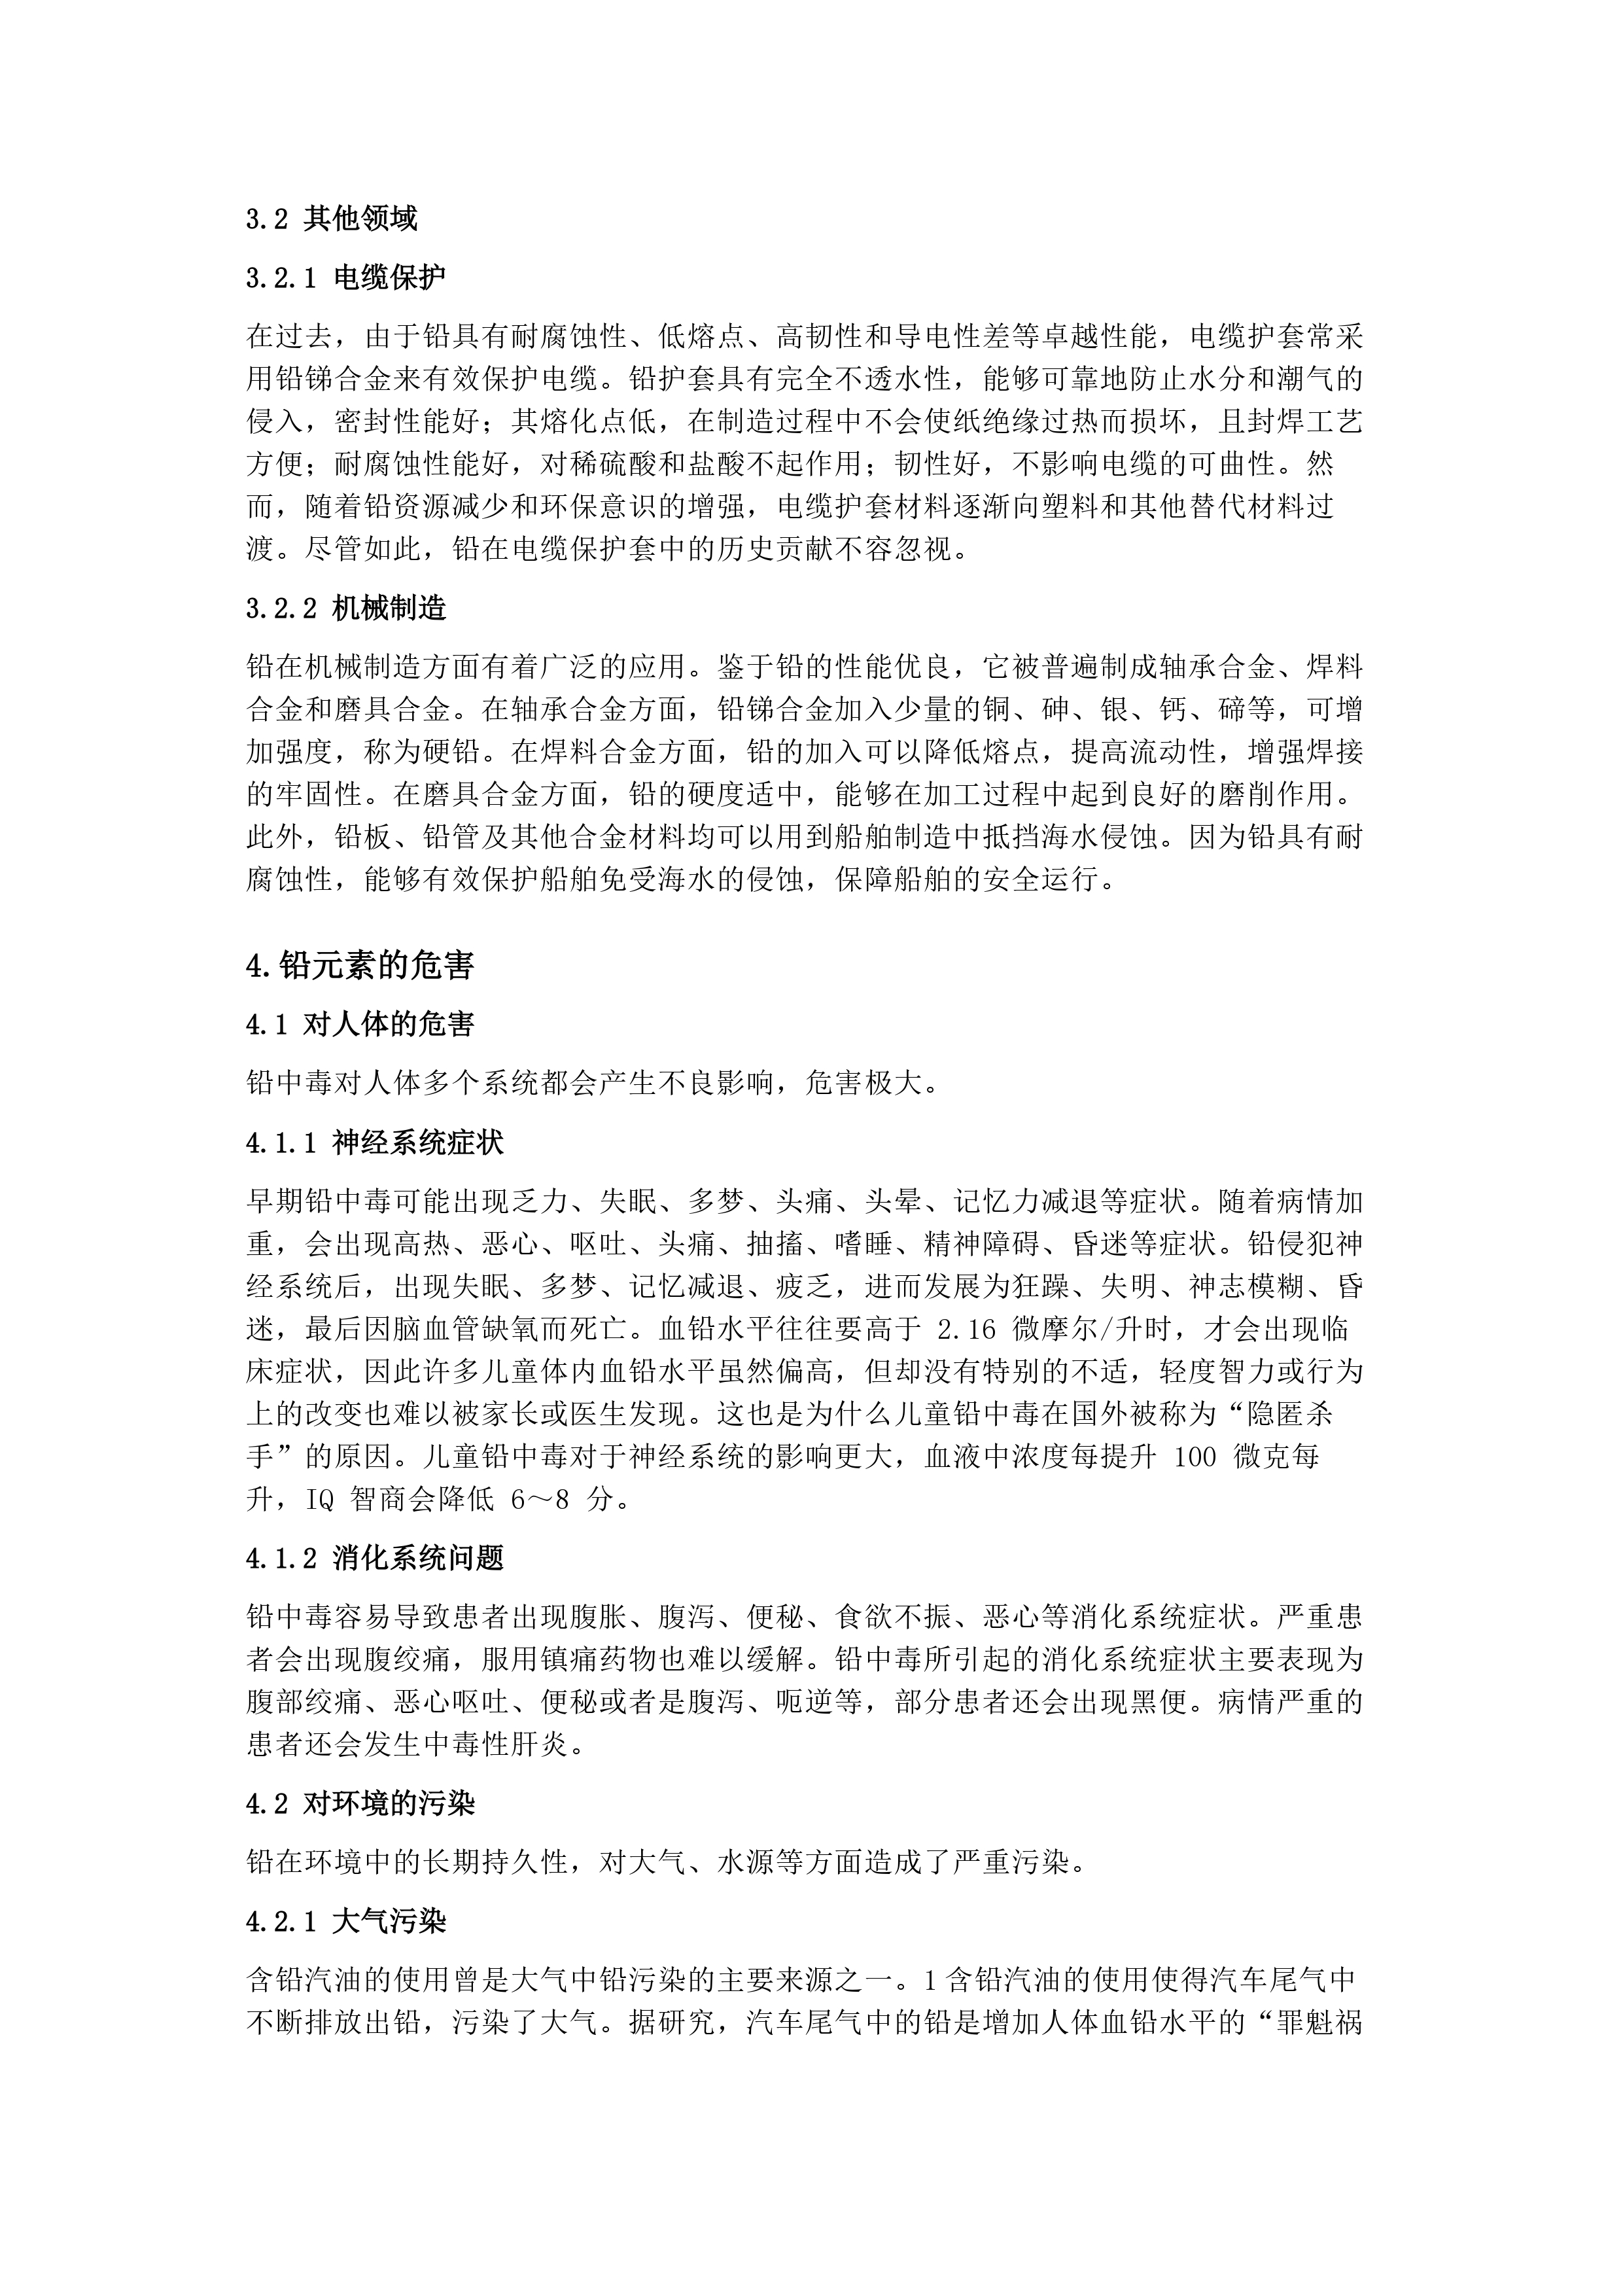 3.2 其他领域
3.2.1 电缆保护
在过去，由于铅具有耐腐蚀性、低熔点、高韧性和导电性差等卓越性能，电缆护套常采
用铅锑合金来有效保护电缆。铅护套具有完全不透水性，能够可靠地防止水分和潮气的
侵入，密封性能好；其熔化点低，在制造过程中不会使纸绝缘过热而损坏，且封焊工艺
方便；耐腐蚀性能好，对稀硫酸和盐酸不起作用；韧性好，不影响电缆的可曲性。然
而，随着铅资源减少和环保意识的增强，电缆护套材料逐渐向塑料和其他替代材料过
渡。尽管如此，铅在电缆保护套中的历史贡献不容忽视。
3.2.2 机械制造
铅在机械制造方面有着广泛的应用。鉴于铅的性能优良，它被普遍制成轴承合金、焊料
合金和磨具合金。在轴承合金方面，铅锑合金加入少量的铜、砷、银、钙、碲等，可增
加强度，称为硬铅。在焊料合金方面，铅的加入可以降低熔点，提高流动性，增强焊接
的牢固性。在磨具合金方面，铅的硬度适中，能够在加工过程中起到良好的磨削作用。
此外，铅板、铅管及其他合金材料均可以用到船舶制造中抵挡海水侵蚀。因为铅具有耐
腐蚀性，能够有效保护船舶免受海水的侵蚀，保障船舶的安全运行。
4.铅元素的危害
4.1 对人体的危害
铅中毒对人体多个系统都会产生不良影响，危害极大。
4.1.1 神经系统症状
早期铅中毒可能出现乏力、失眠、多梦、头痛、头晕、记忆力减退等症状。随着病情加
重，会出现高热、恶心、呕吐、头痛、抽搐、嗜睡、精神障碍、昏迷等症状。铅侵犯神
经系统后，出现失眠、多梦、记忆减退、疲乏，进而发展为狂躁、失明、神志模糊、昏
迷，最后因脑血管缺氧而死亡。血铅水平往往要高于 2.16 微摩尔/升时，才会出现临
床症状，因此许多儿童体内血铅水平虽然偏高，但却没有特别的不适，轻度智力或行为
上的改变也难以被家长或医生发现。这也是为什么儿童铅中毒在国外被称为“隐匿杀
手”的原因。儿童铅中毒对于神经系统的影响更大，血液中浓度每提升 100 微克每
升，IQ 智商会降低 6～8 分。
4.1.2 消化系统问题
铅中毒容易导致患者出现腹胀、腹泻、便秘、食欲不振、恶心等消化系统症状。严重患
者会出现腹绞痛，服用镇痛药物也难以缓解。铅中毒所引起的消化系统症状主要表现为
腹部绞痛、恶心呕吐、便秘或者是腹泻、呃逆等，部分患者还会出现黑便。病情严重的
患者还会发生中毒性肝炎。
4.2 对环境的污染
铅在环境中的长期持久性，对大气、水源等方面造成了严重污染。
4.2.1 大气污染
含铅汽油的使用曾是大气中铅污染的主要来源之一。1含铅汽油的使用使得汽车尾气中
不断排放出铅，污染了大气。据研究，汽车尾气中的铅是增加人体血铅水平的“罪魁祸